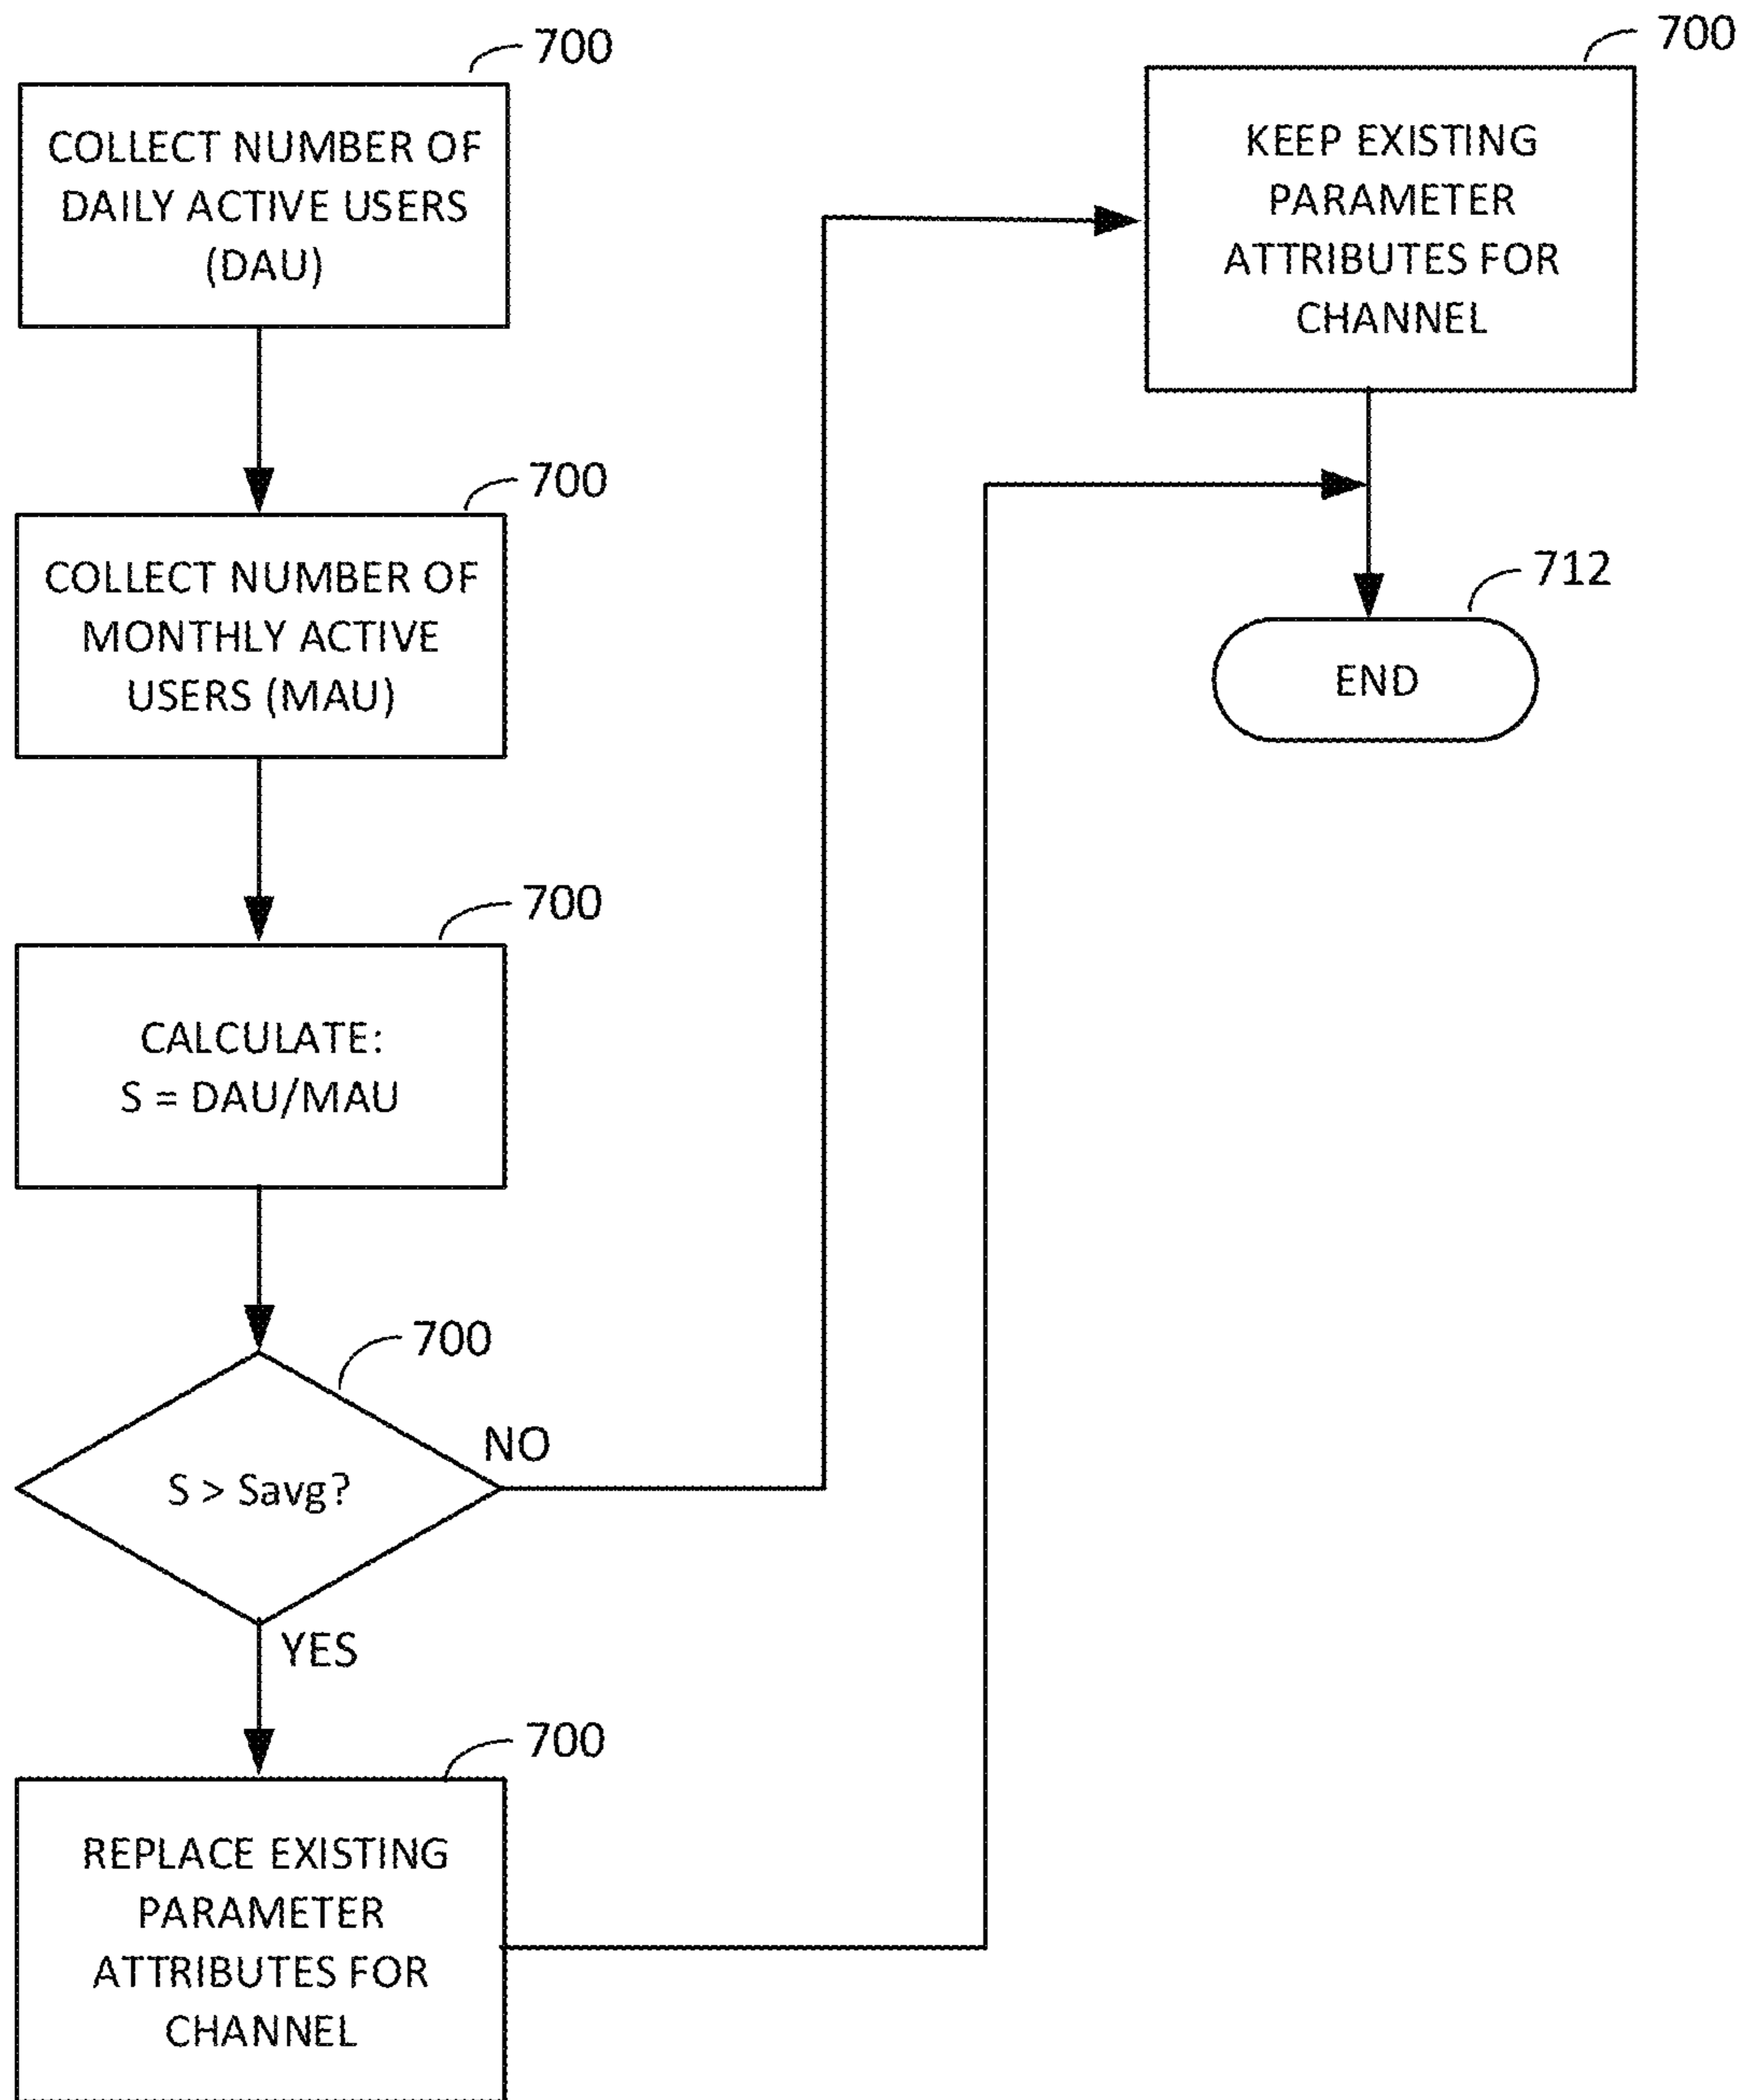 700
COLLECT NUMBER OF
DAILY ACTIVE USERS
(DAU)
700
COLLECT NUMBER OF
MONTHLY ACTIVE
USERS (MAU)
700
CALCULATE:
S = DAU/MAU
700
S > Savg?
NO
YES
700
REPLACE EXISTING
PARAMETER
ATTRIBUTES FOR
CHANNEL
700
KEEP EXISTING
PARAMETER
ATTRIBUTES FOR
CHANNEL
712
END